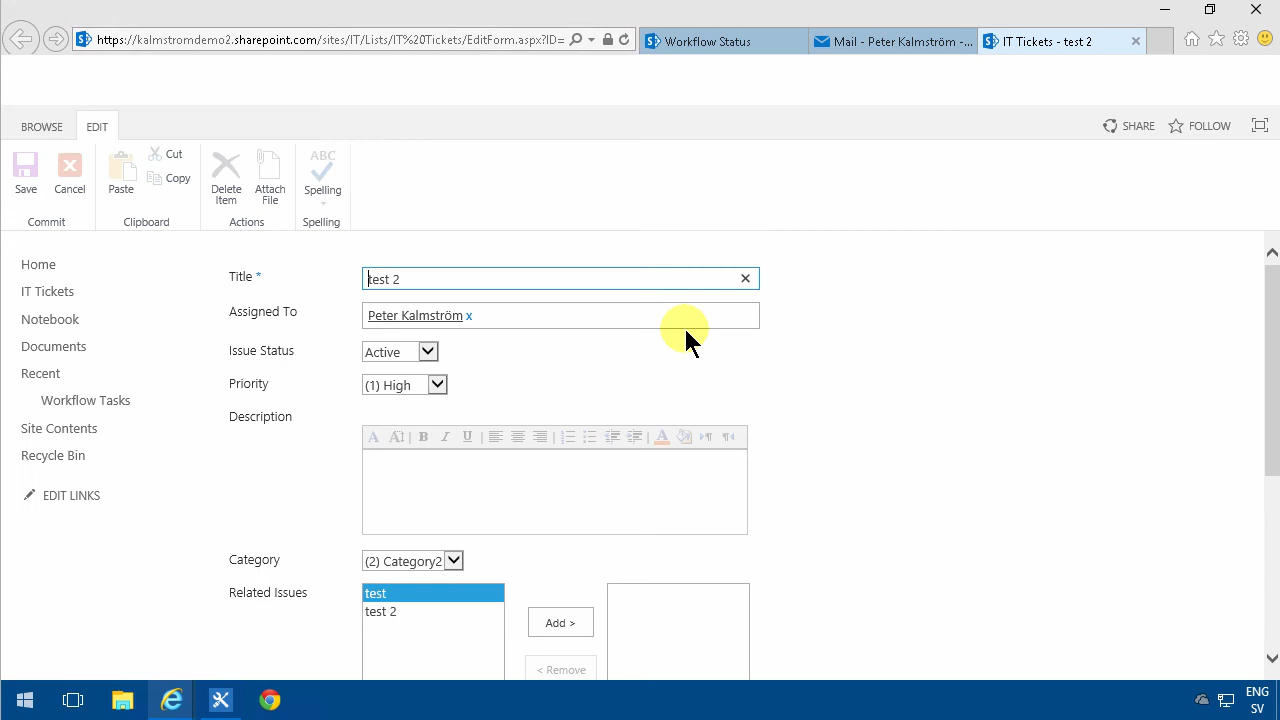 https://kalmstromdemo2.sharepoint.com/sites/IT/Lists/IT%20Tickets/EditForm.aspx?ID=
Workflow Status
Mail - Peter Kalmström -...
IT Tickets - test 2
BROWSE
EDIT
SHARE
FOLLOW
Save
Cancel
Paste
Cut
Copy
Delete
Item
Attach
File
ABC
Spelling
Commit
Clipboard
Actions
Spelling
Home
IT Tickets
Notebook
Documents
Recent
Workflow Tasks
Site Contents
Recycle Bin
EDIT LINKS
Title *
test 2
Assigned To
Peter Kalmström x
Issue Status
Active
Priority
(1) High
Description
Category
(2) Category2
Related Issues
test
test 2
Add >
< Remove
ENG
SV